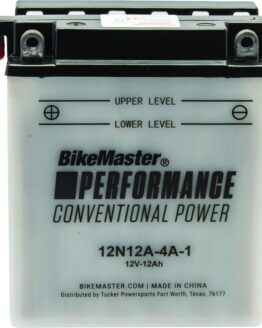 UPPER LEVEL
LOWER LEVEL
BikeMaster®
PERFORMANCE
CONVENTIONAL POWER
12N12A-4A-1
12V-12Ah
BIKEMASTER.COM | MADE IN CHINA
Distributed by Tucker Powersports Fort Worth, Texas, 76177